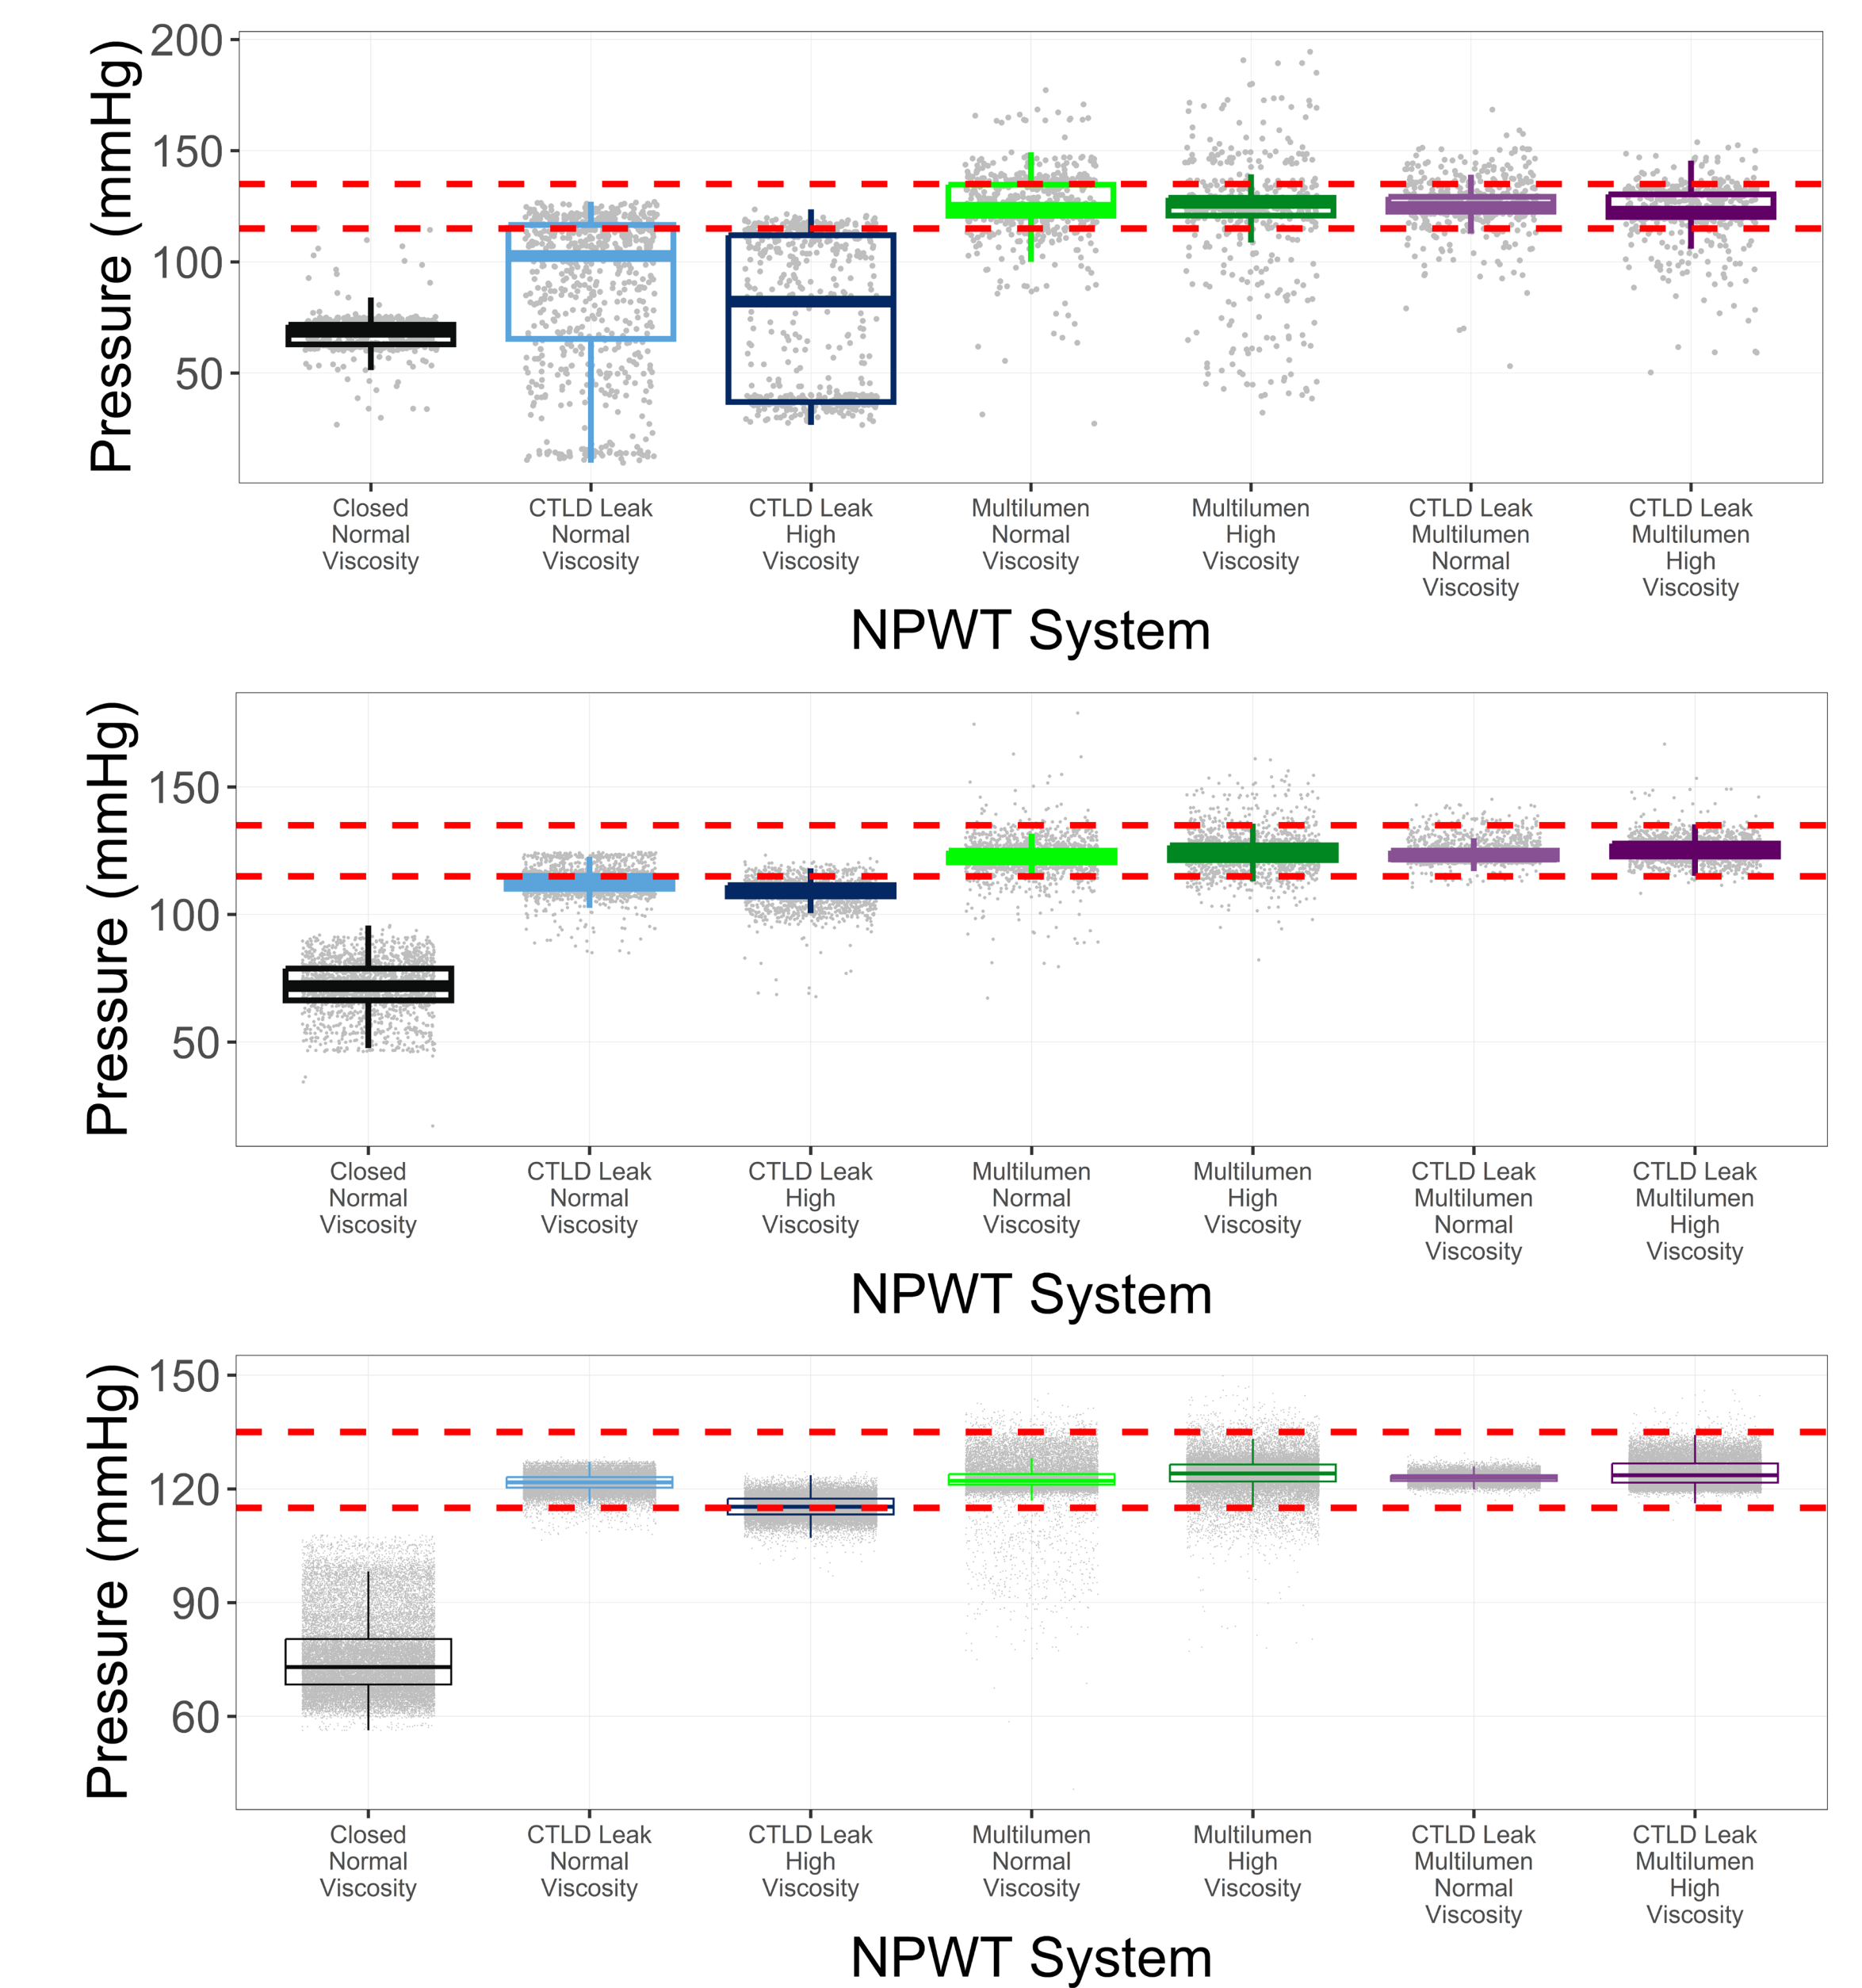 200
150
100
50
Pressure (mmHg)
Closed
Normal
Viscosity
CTLD Leak
Normal
Viscosity
CTLD Leak
High
Viscosity
Multilumen
Normal
Viscosity
Multilumen
High
Viscosity
CTLD Leak
Multilumen
Normal
Viscosity
CTLD Leak
Multilumen
High
Viscosity
NPWT System
150
100
50
Pressure (mmHg)
Closed
Normal
Viscosity
CTLD Leak
Normal
Viscosity
CTLD Leak
High
Viscosity
Multilumen
Normal
Viscosity
Multilumen
High
Viscosity
CTLD Leak
Multilumen
Normal
Viscosity
CTLD Leak
Multilumen
High
Viscosity
NPWT System
150
120
90
60
Pressure (mmHg)
Closed
Normal
Viscosity
CTLD Leak
Normal
Viscosity
CTLD Leak
High
Viscosity
Multilumen
Normal
Viscosity
Multilumen
High
Viscosity
CTLD Leak
Multilumen
Normal
Viscosity
CTLD Leak
Multilumen
High
Viscosity
NPWT System